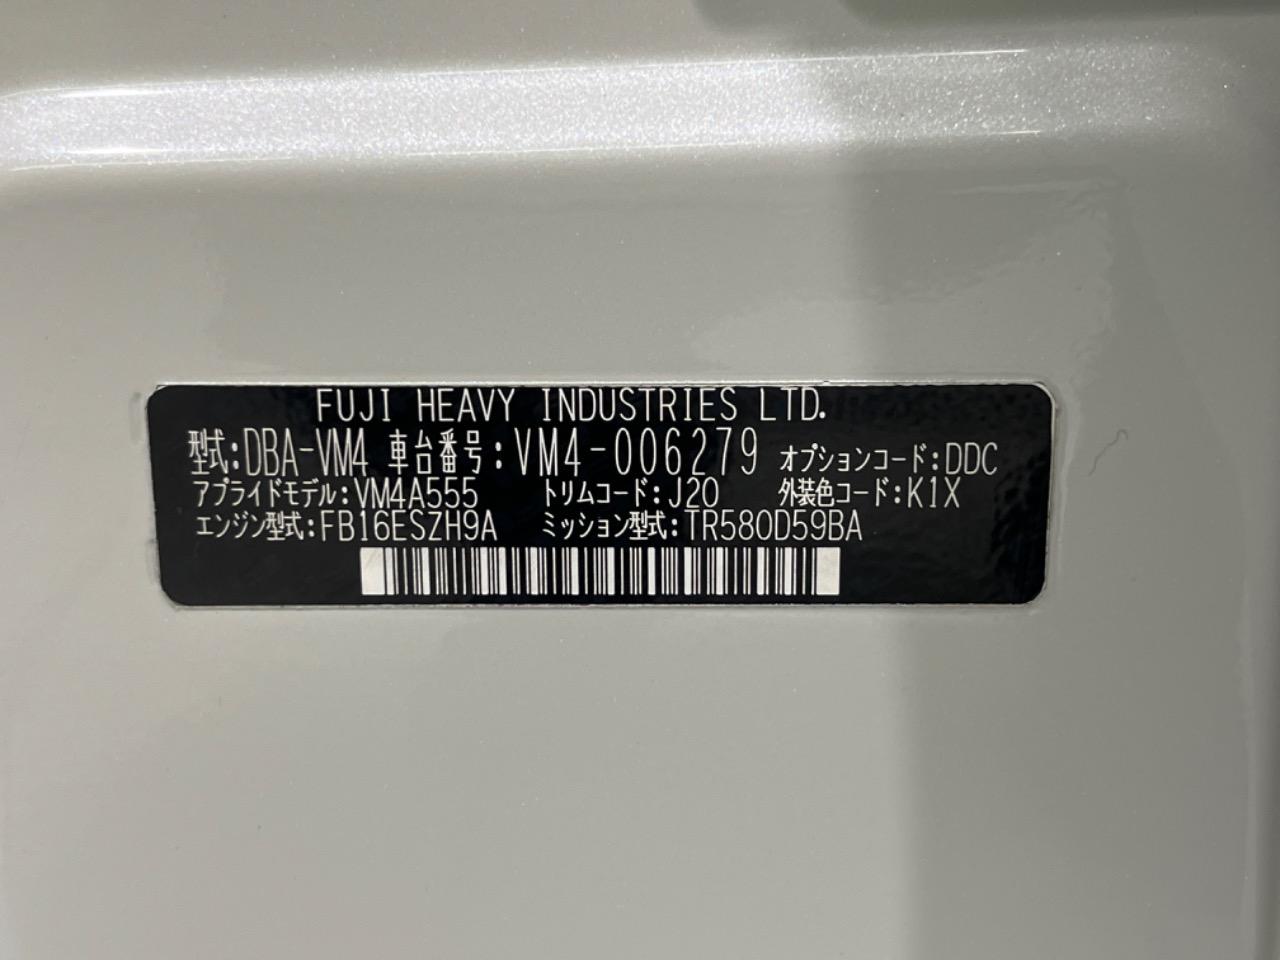 FUJI HEAVY INDUSTRIES LTD.
型式:DBA-VM4 車台番号:VM4-006279 オプションコード:DDC
アプライドモデル:VM4A555 トリムコード:J20 外装色コード:K1X
エンジン型式:FB16ESZH9A ミッション型式:TR580D59BA